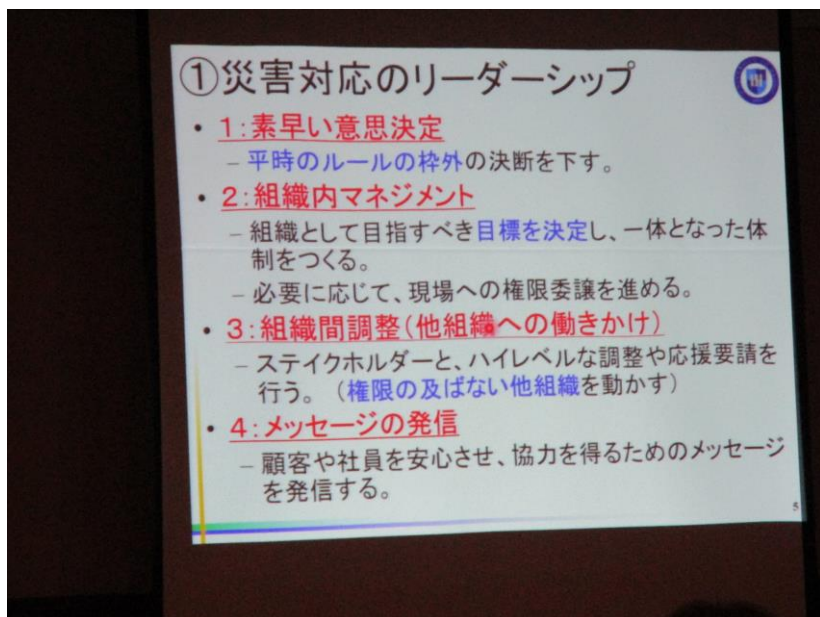 ①災害対応のリーダーシップ
• 1:素早い意思決定
– 平時のルールの枠外の決断を下す。
• 2:組織内マネジメント
– 組織として目指すべき目標を決定し、一体となった体
制をつくる。
– 必要に応じて、現場への権限委譲を進める。
• 3:組織間調整(他組織への働きかけ)
– ステイクホルダーと、ハイレベルな調整や応援要請を
行う。(権限の及ばない他組織を動かす)
• 4:メッセージの発信
– 顧客や社員を安心させ、協力を得るためのメッセージ
を発信する。
5